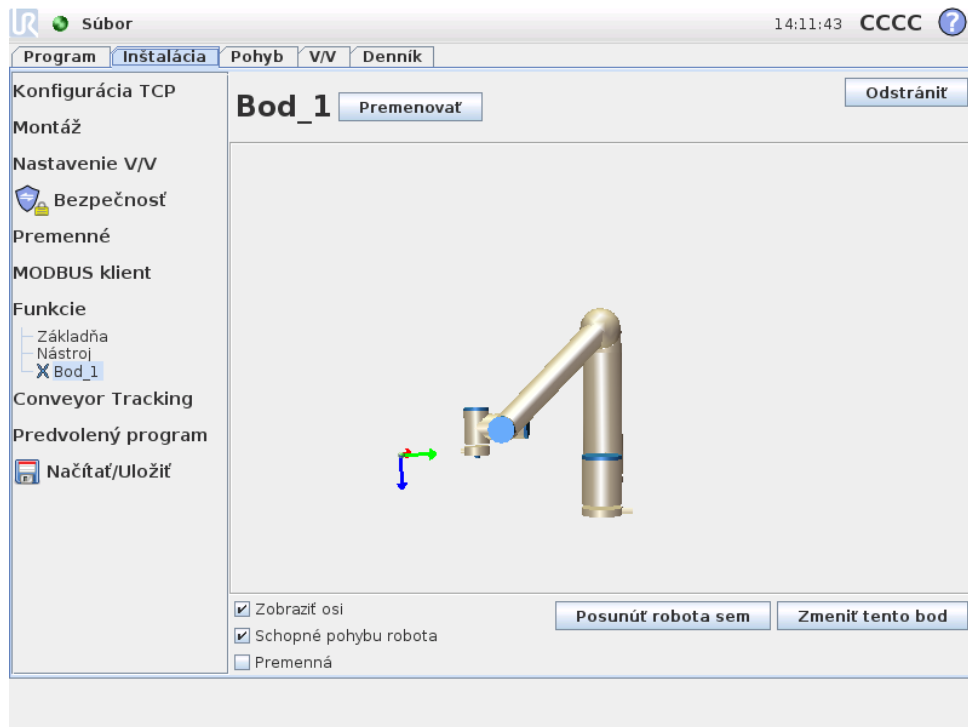 UR Súbor 14:11:43 CCCC ?
Program Inštalácia Pohyb V/V Denník
Konfigurácia TCP
Montáž
Nastavenie V/V
Bezpečnosť
Premenné
MODBUS klient
Funkcie
Základňa
Nástroj
Bod_1
Conveyor Tracking
Predvolený program
Načítať/Uložiť
Bod_1 Premenovať Odstrániť
Zobraziť osi
Schopné pohybu robota
Premenná
Posunúť robota sem Zmeniť tento bod